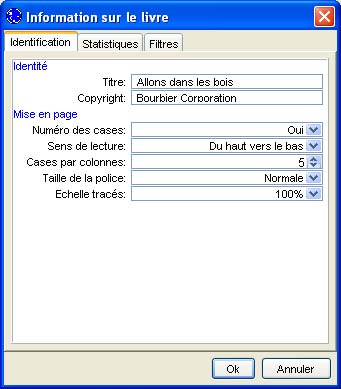 Information sur le livre
Identification Statistiques Filtres
Identité
Titre: Allons dans les bois
Copyright: Bourbier Corporation
Mise en page
Numéro des cases: Oui
Sens de lecture: Du haut vers le bas
Cases par colonnes: 5
Taille de la police: Normale
Echelle tracés: 100%
Ok Annuler